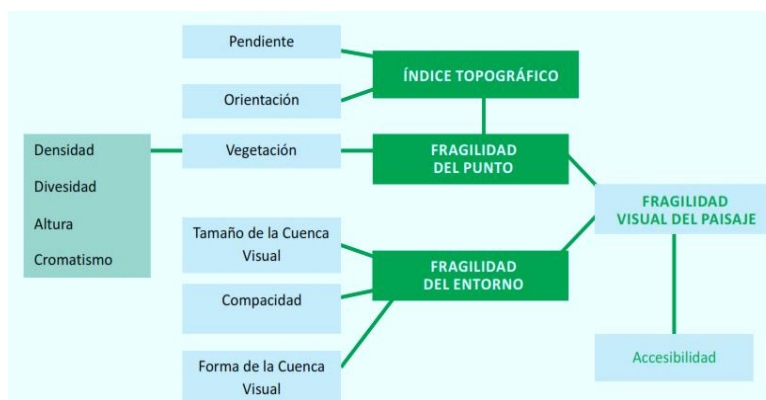 Pendiente
Orientación
ÍNDICE TOPOGRÁFICO
Densidad
Divesidad
Altura
Cromatismo
Vegetación
FRAGILIDAD
DEL PUNTO
Tamaño de la Cuenca
Visual
Compacidad
Forma de la Cuenca
Visual
FRAGILIDAD
DEL ENTORNO
FRAGILIDAD
VISUAL DEL PAISAJE
Accesibilidad